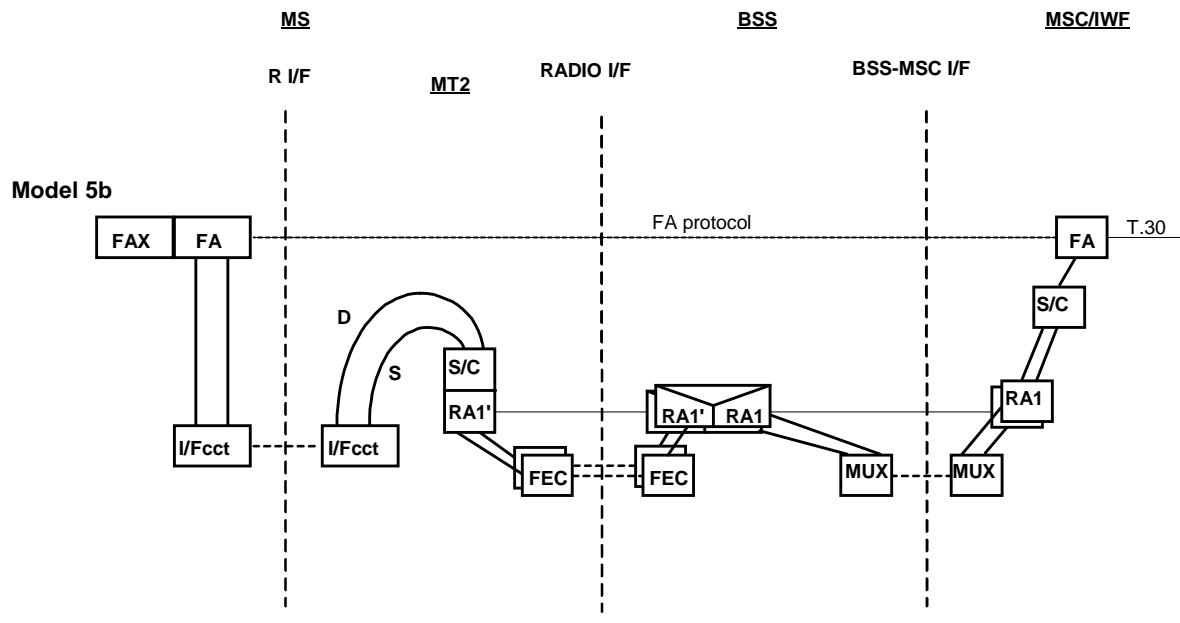 MS
BSS
MSC/IWF
R I/F
MT2
RADIO I/F
BSS-MSC I/F
Model 5b
FAX
FA
FA protocol
FA
T.30
S/C
D
S
S/C
RA1'
RA1'
RA1
RA1
I/Fcct
I/Fcct
FEC
FEC
MUX
MUX